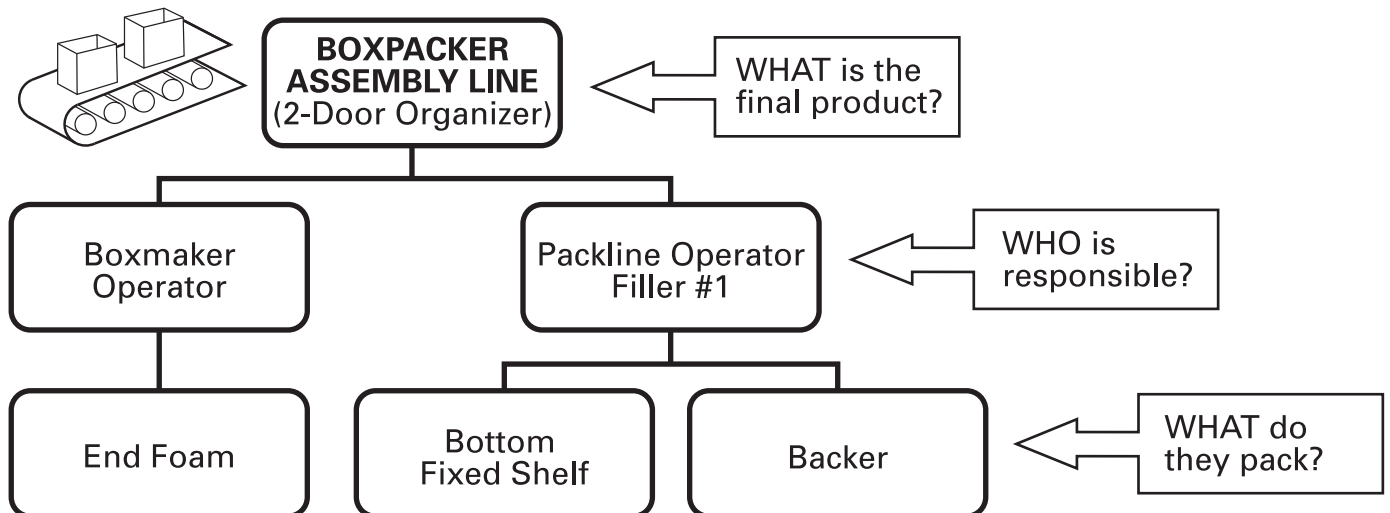 BOXPACKER
ASSEMBLY LINE
(2-Door Organizer)
WHAT is the
final product?
Boxmaker
Operator
Packline Operator
Filler #1
WHO is
responsible?
End Foam
Bottom
Fixed Shelf
Backer
WHAT do
they pack?